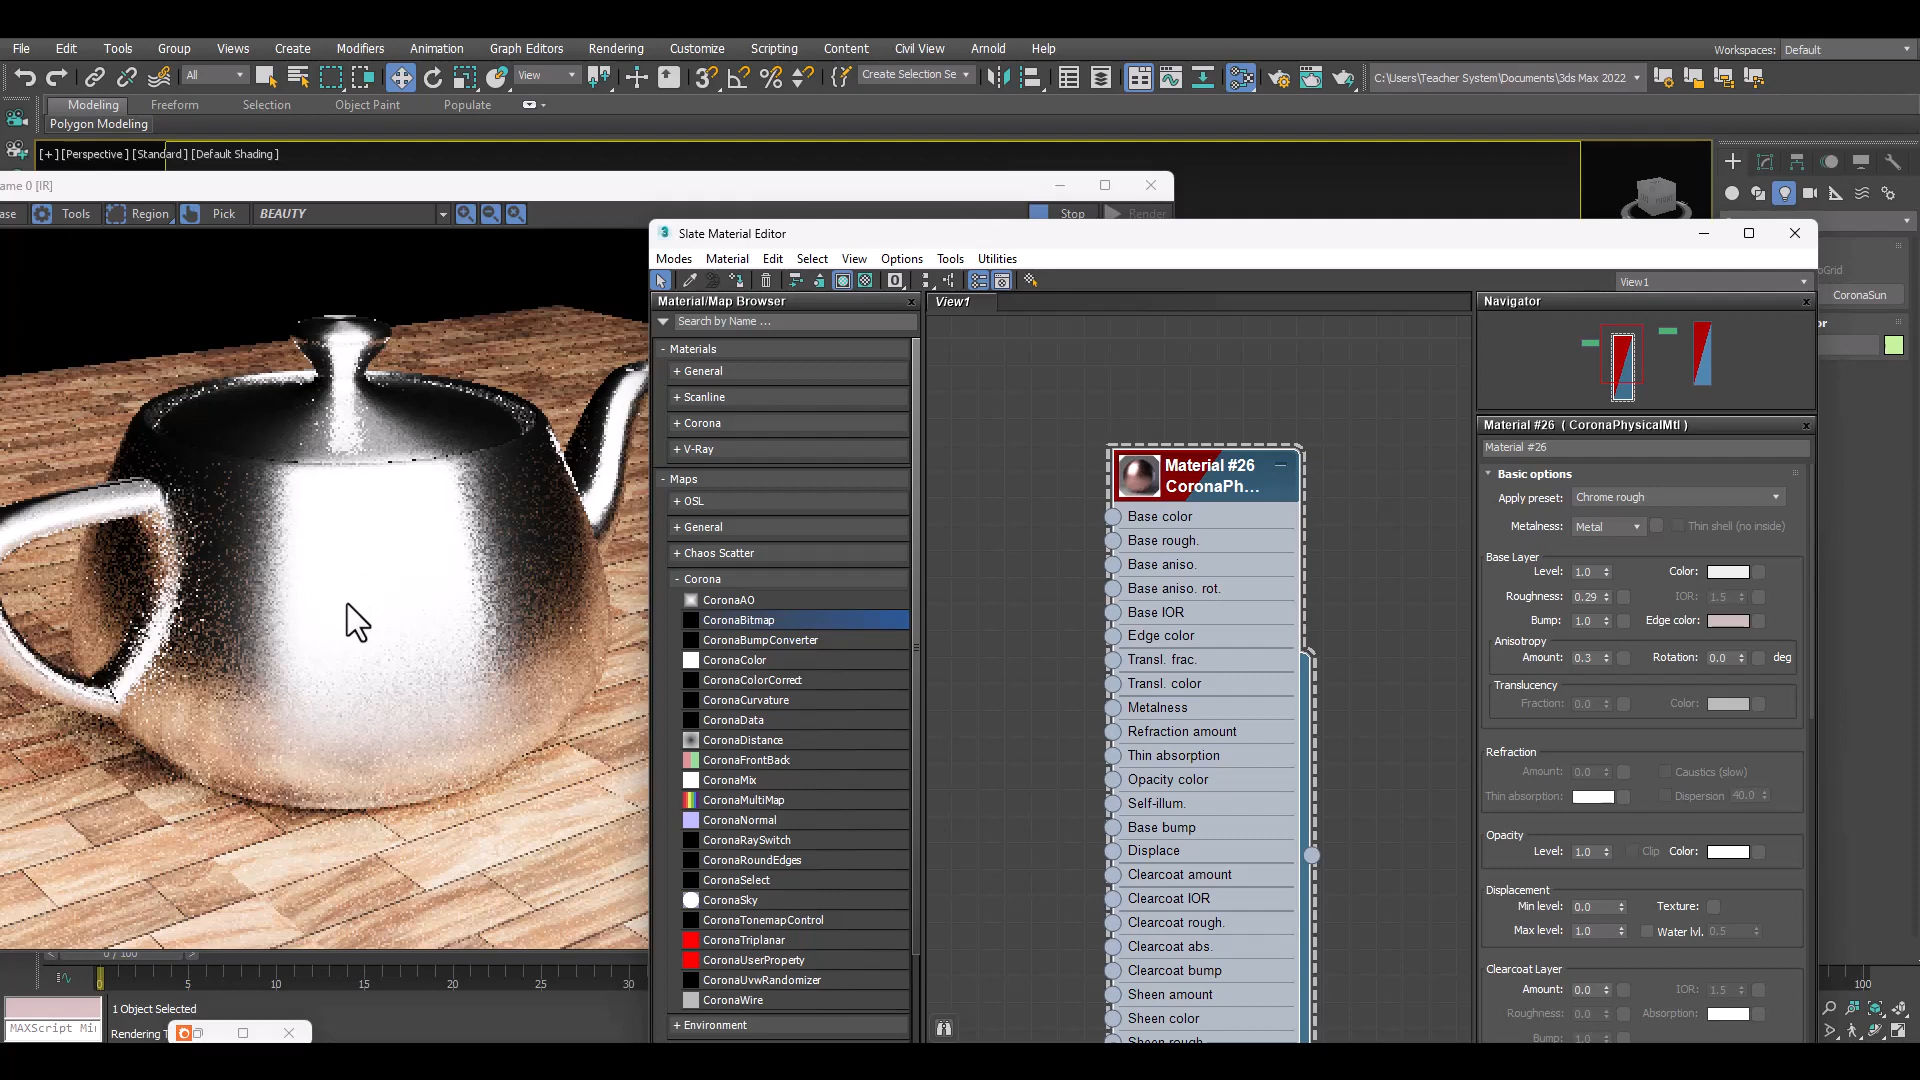 File Edit Tools Group Views Create Modifiers Animation Graph Editors Rendering Customize Scripting Content Civil View Arnold Help
Workspaces: Default
All View Create Selection Se C:\Users\Teacher System\Documents\3ds Max 2022
Modeling Freeform Selection Object Paint Populate
Polygon Modeling
[+] [Perspective ] [Standard ] [Default Shading ]
ame 0 [IR]
ase Tools Region Pick BEAUTY Stop Render
Slate Material Editor
Modes Material Edit Select View Options Tools Utilities
View1
Material/Map Browser
Search by Name ...
- Materials
+ General
+ Scanline
+ Corona
+ V-Ray
- Maps
+ OSL
+ General
+ Chaos Scatter
- Corona
CoronaAO
CoronaBitmap
CoronaBumpConverter
CoronaColor
CoronaColorCorrect
CoronaCurvature
CoronaData
CoronaDistance
CoronaFrontBack
CoronaMix
CoronaMultiMap
CoronaNormal
CoronaRaySwitch
CoronaRoundEdges
CoronaSelect
CoronaSky
CoronaTonemapControl
CoronaTriplanar
CoronaUserProperty
CoronaUvwRandomizer
CoronaWire
+ Environment
View1
Material #26
CoronaPh...
Base color
Base rough.
Base aniso.
Base aniso. rot.
Base IOR
Edge color
Transl. frac.
Transl. color
Metalness
Refraction amount
Thin absorption
Opacity color
Self-illum.
Base bump
Displace
Clearcoat amount
Clearcoat IOR
Clearcoat rough.
Clearcoat abs.
Clearcoat bump
Sheen amount
Sheen color
Sheen rough.
Navigator
Material #26 ( CoronaPhysicalMtl )
Material #26
Basic options
Apply preset: Chrome rough
Metalness: Metal Thin shell (no inside)
Base Layer
Level: 1.0 Color:
Roughness: 0.29 IOR: 1.5
Bump: 1.0 Edge color:
Anisotropy
Amount: 0.3 Rotation: 0.0 deg
Translucency
Fraction: 0.0 Color:
Refraction
Amount: 0.0 Caustics (slow)
Thin absorption: Dispersion 40.0
Opacity
Level: 1.0 Clip Color:
Displacement
Min level: 0.0 Texture:
Max level: 1.0 Water lvl. 0.5
Clearcoat Layer
Amount: 0.0 IOR: 1.5
Roughness: 0.0 Absorption:
Bump: 1.0
oGrid
CoronaSun
or
0 / 100
0 5 10 15 20 25 30 100
1 Object Selected
MAXScript Mi
Rendering T